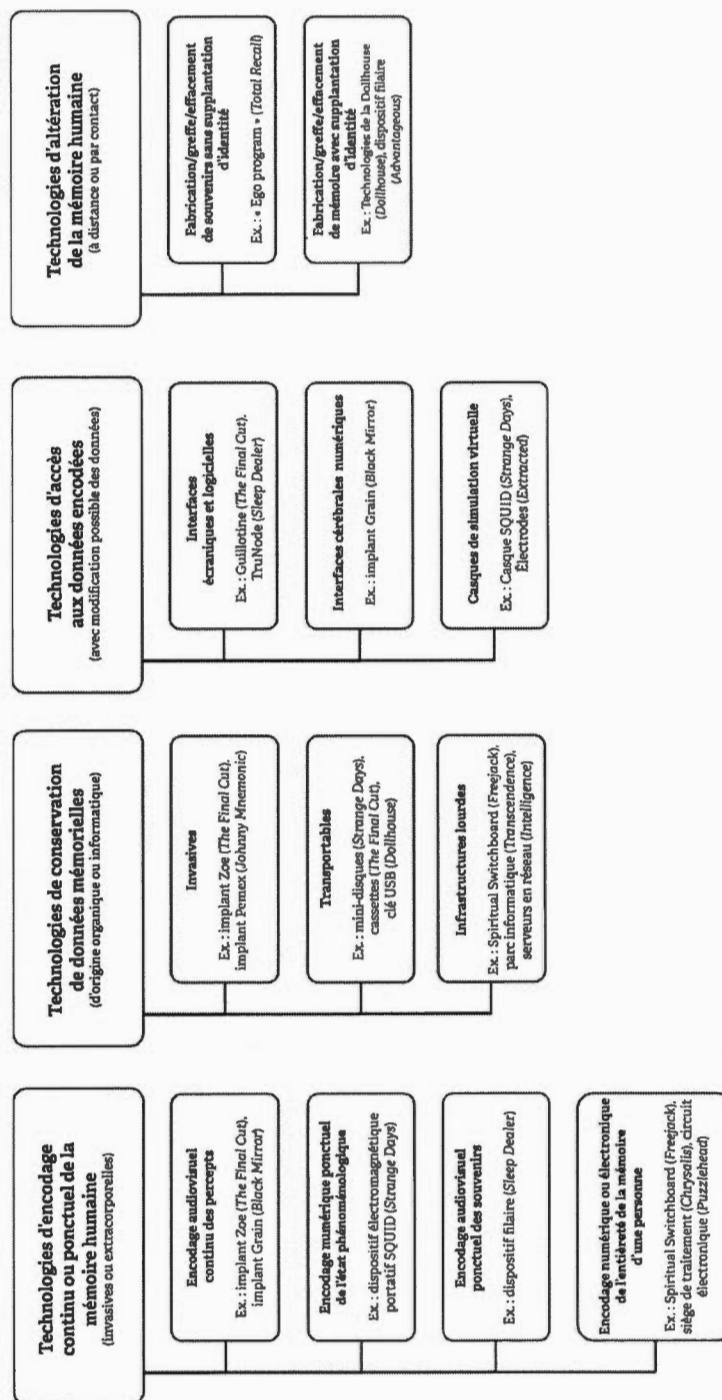 Technologies d'encodage
continu ou ponctuel de la
mémoire humaine
(invasives ou extracorporelles)
Encodage audiovisuel
continu des percepts
Ex. : implant Zoe (The Final Cut),
implant Grain (Black Mirror)
Encodage numérique ponctuel
de l'état phénoménologique
Ex. : dispositif électromagnétique
portatif SQUID (Strange Days)
Encodage audiovisuel
ponctuel des souvenirs
Ex. : dispositif filaire (Sleep Dealer)
Encodage numérique ou électronique
de l'entièreté de la mémoire
d'une personne
Ex. : Spiritual Switchboard (Freejack),
siège de traitement (Chrysalis), circuit
électronique (Puzzlehead)
Technologies de conservation
de données mémorielles
(d'origine organique ou informatique)
Invasives
Ex. : implant Zoe (The Final Cut),
implant Pemex (Johnny Mnemonic)
Transportables
Ex. : mini-disques (Strange Days),
cassettes (The Final Cut),
clé USB (Dollhouse)
Infrastructures lourdes
Ex. : Spiritual Switchboard (Freejack),
parc informatique (Transcendence),
serveurs en réseau (Intelligence)
Technologies d'accès
aux données encodées
(avec modification possible des données)
Interfaces
écraniques et logicielles
Ex. : Guillotine (The Final Cut),
TruNode (Sleep Dealer)
Interfaces cérébrales numériques
Ex. : implant Grain (Black Mirror)
Casques de simulation virtuelle
Ex. : Casque SQUID (Strange Days),
Électrodes (Extracted)
Technologies d'altération
de la mémoire humaine
(à distance ou par contact)
Fabrication/greffe/effacement
de souvenirs sans supplantation
d'identité
Ex. : « Ego program » (Total Recall)
Fabrication/greffe/effacement
de mémoire avec supplantation
d'identité
Ex. : Technologies de la Dollhouse
(Dollhouse), dispositif filaire
(Advantageous)